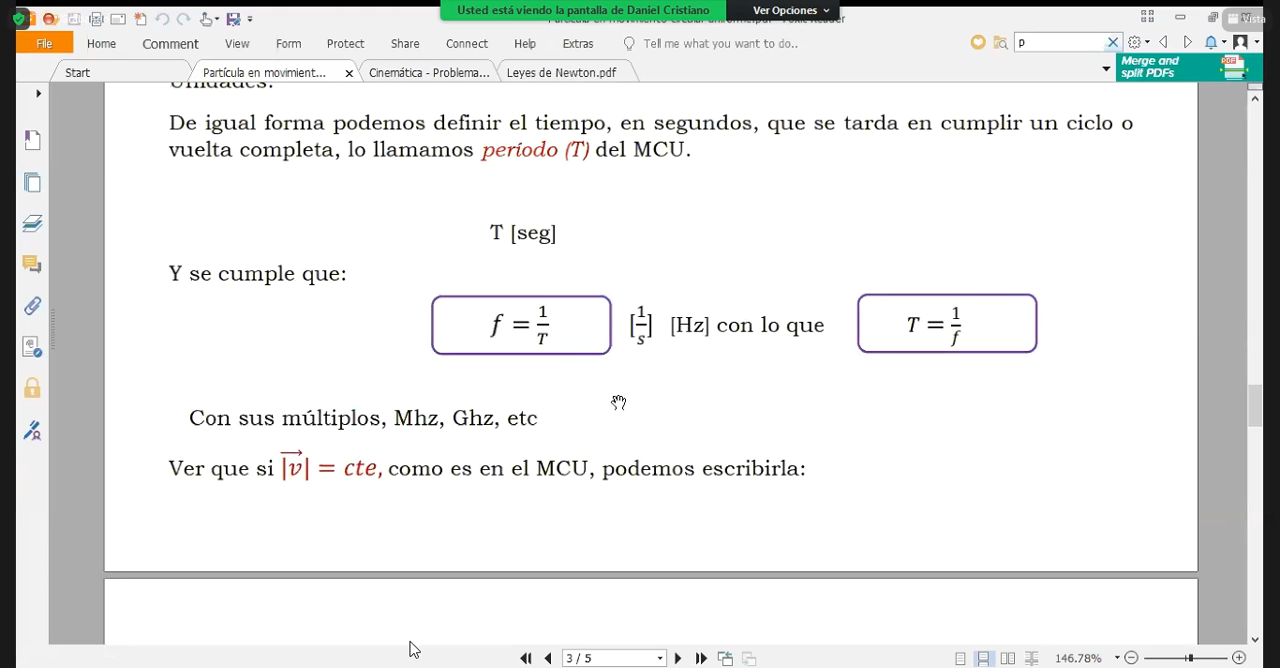 Usted está viendo la pantalla de Daniel Cristiano
Ver Opciones
Vista
File Home Comment View Form Protect Share Connect Help Extras Tell me what you want to do.. p
Start Partícula en movimient... × Cinemática - Problema... Leyes de Newton.pdf
Merge and
split PDFs
Unidades:
De igual forma podemos definir el tiempo, en segundos, que se tarda en cumplir un ciclo o
vuelta completa, lo llamamos período (T) del MCU.
T [seg]
Y se cumple que:
f = 1/T [1/s] [Hz] con lo que T = 1/f
Con sus múltiplos, Mhz, Ghz, etc
Ver que si |v⃗| = cte, como es en el MCU, podemos escribirla:
3 / 5 146.78%